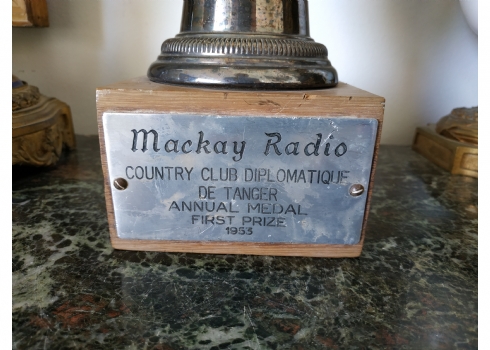 Mackay Radio
COUNTRY CLUB DIPLOMATIQUE
DE TANGER
ANNUAL MEDAL
FIRST PRIZE
1953